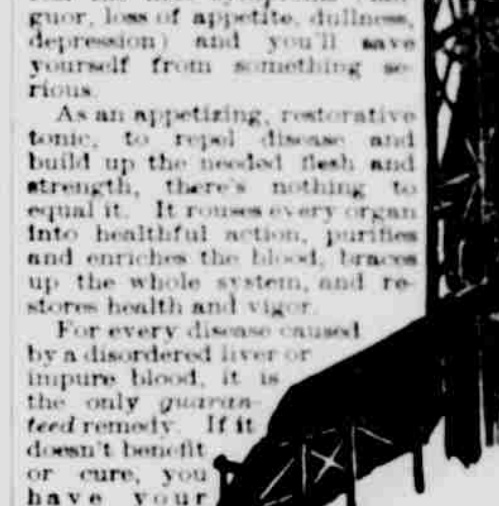 guor, loss of appetite, dullness,
depression) and you'll save
yourself from something se-
rious.
As an appetizing, restorative
tonic, to repel disease and
build up the needed flesh and
strength, there's nothing to
equal it. It rouses every organ
into healthful action, purifies
and enriches the blood, braces
up the whole system, and re-
stores health and vigor.
For every disease caused
by a disordered liver or
impure blood, it is
the only guaran-
teed remedy. If it
doesn't benefit
or cure, you
have your